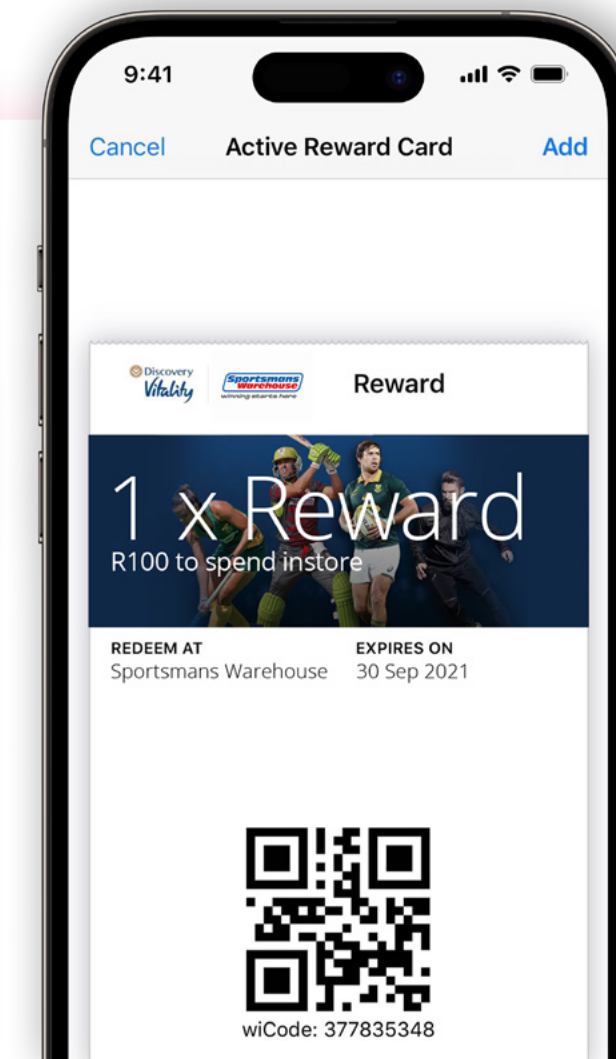 9:41
Cancel Active Reward Card Add
Discovery
Vitality
Sportsmans
Warehouse
winning starts here
Reward
1 x Reward
R100 to spend instore
REDEEM AT EXPIRES ON
Sportsmans Warehouse 30 Sep 2021
wiCode: 377835348